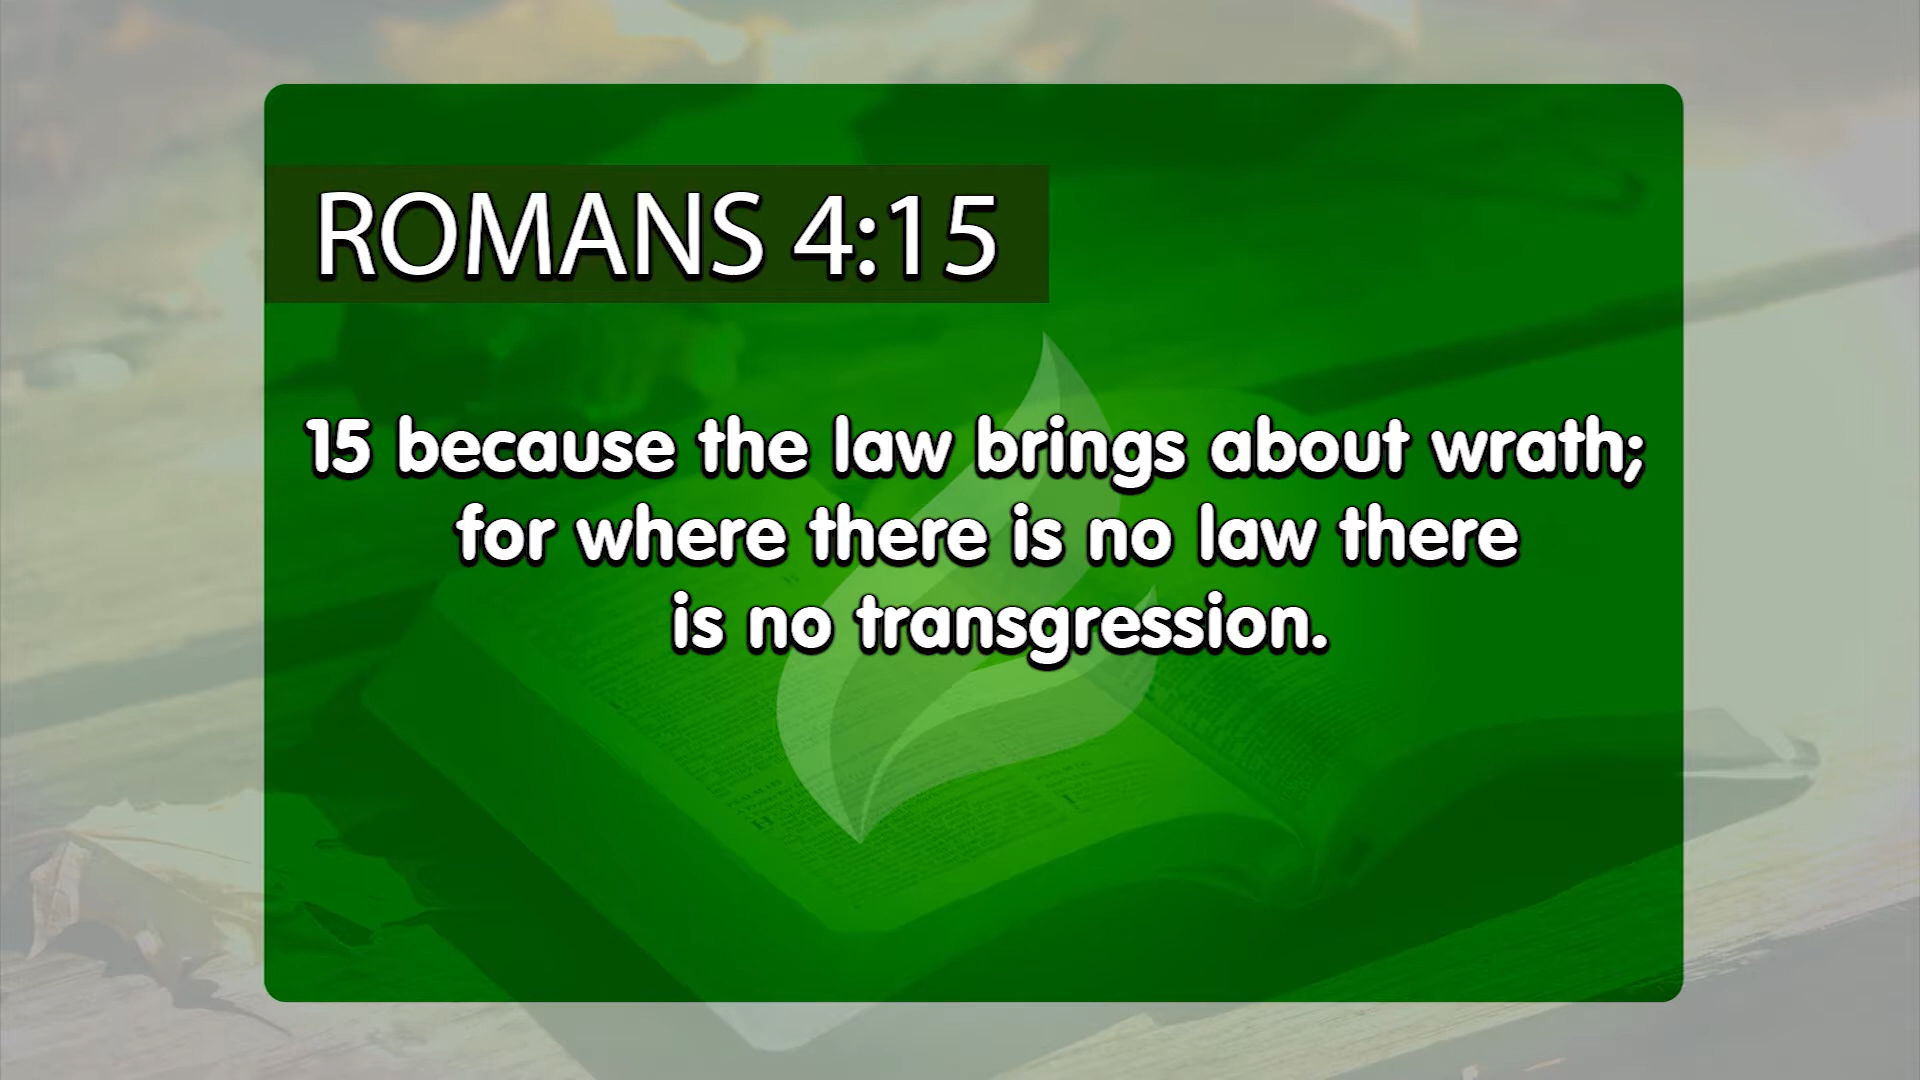 ROMANS 4:15
15 because the law brings about wrath;
for where there is no law there
is no transgression.